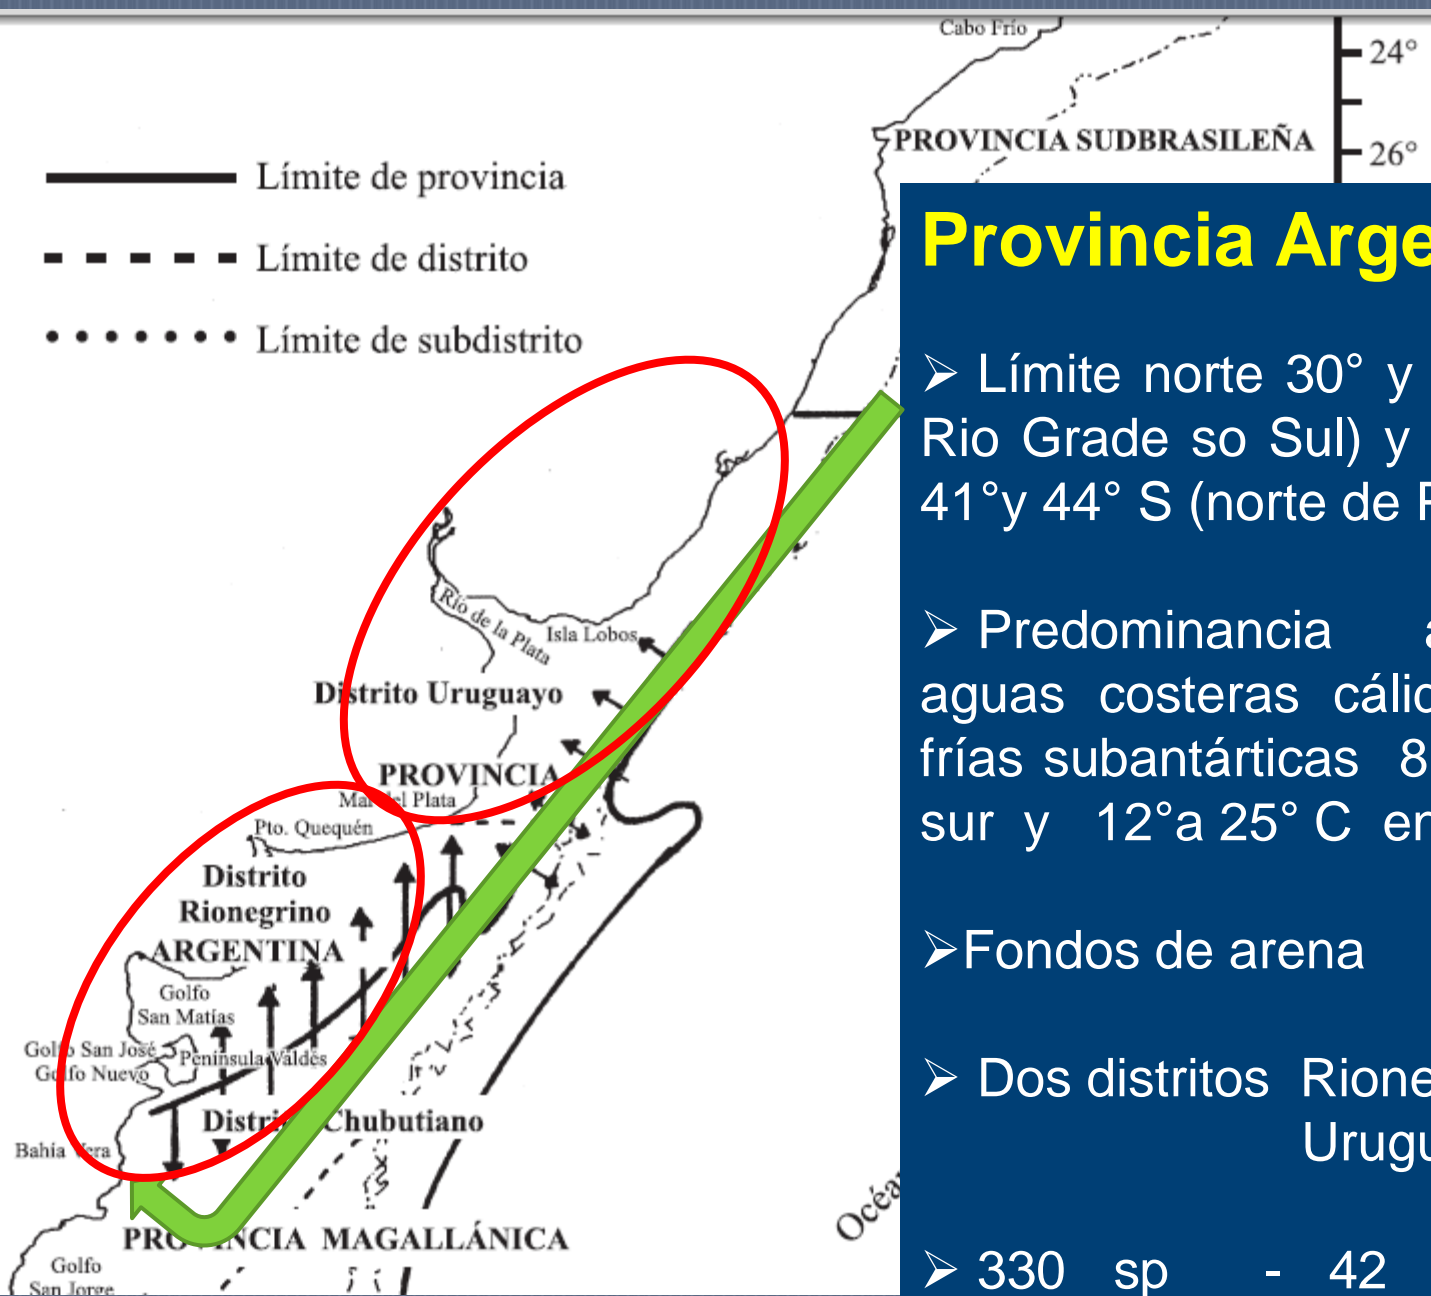 Cabo Frío
24°
PROVINCIA SUDBRASILEÑA
26°
Límite de provincia
Límite de distrito
Límite de subdistrito
Río de la Plata
Isla Lobos
Distrito Uruguayo
PROVINCIA
Mar del Plata
Pto. Quequén
Distrito
Rionegrino
ARGENTINA
Golfo
San Matías
Golfo San José
Península Valdés
Golfo Nuevo
Distrito Chubutiano
Bahía Vera
PROVINCIA MAGALLÁNICA
Golfo
San Jorge
Océa
Provincia Arge
➢ Límite norte 30° y
Rio Grade so Sul) y
41°y 44° S (norte de
➢ Predominancia a
aguas costeras cálid
frías subantárticas 8
sur y 12°a 25° C en
➢Fondos de arena
➢ Dos distritos Rione
Urugu
➢ 330 sp - 42